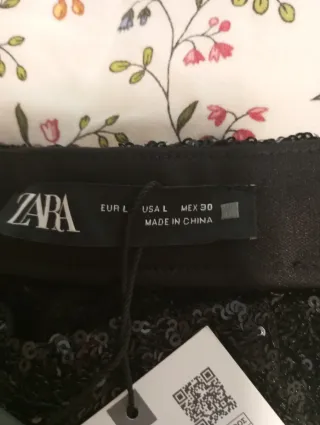 ZARA
EUR L USA L MEX 30
MADE IN CHINA